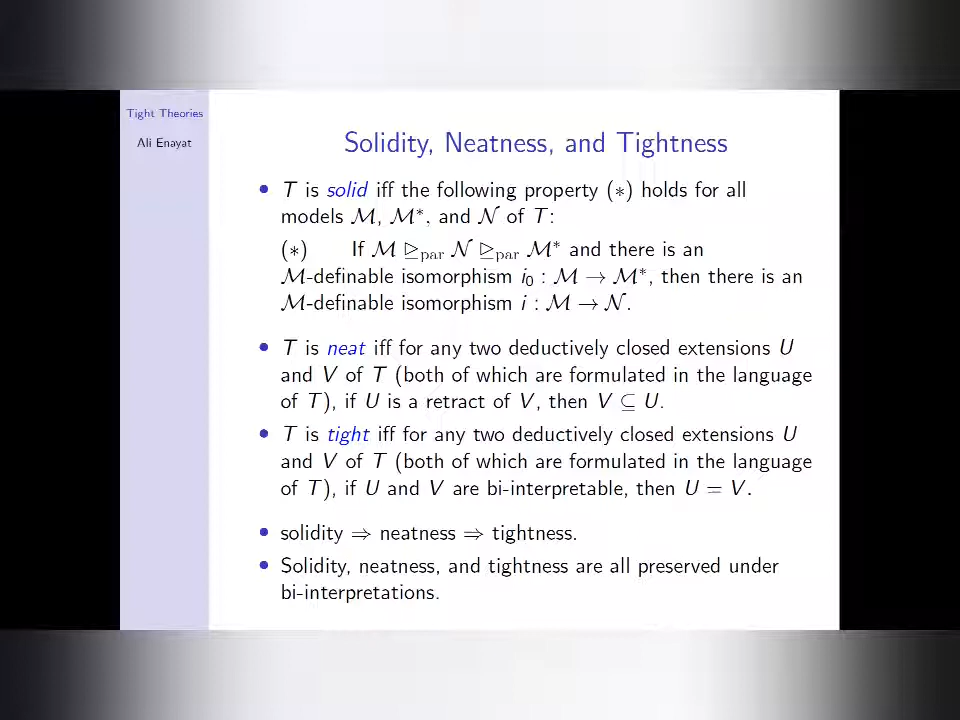 Tight Theories
Ali Enayat
Solidity, Neatness, and Tightness
• T is solid iff the following property (∗) holds for all
models M, M*, and N of T:
(∗) If M ⊵par N ⊵par M* and there is an
M-definable isomorphism i₀ : M → M*, then there is an
M-definable isomorphism i : M → N.
• T is neat iff for any two deductively closed extensions U
and V of T (both of which are formulated in the language
of T), if U is a retract of V, then V ⊆ U.
• T is tight iff for any two deductively closed extensions U
and V of T (both of which are formulated in the language
of T), if U and V are bi-interpretable, then U = V.
• solidity ⇒ neatness ⇒ tightness.
• Solidity, neatness, and tightness are all preserved under
bi-interpretations.